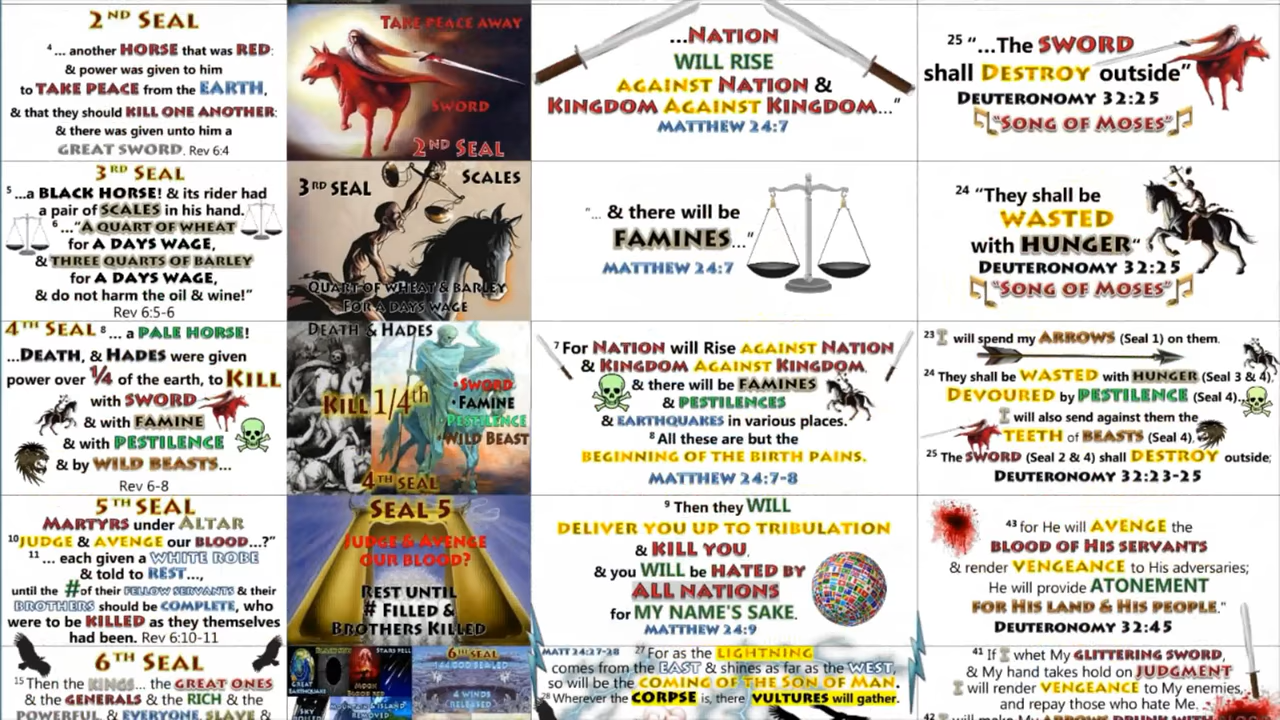 2ND SEAL
4 ... another HORSE that was RED:
& power was given to him
to TAKE PEACE from the EARTH,
& that they should KILL ONE ANOTHER:
& there was given unto him a
GREAT SWORD. Rev 6:4
TAKE PEACE AWAY
SWORD
2ND SEAL
...NATION
WILL RISE
AGAINST NATION &
KINGDOM AGAINST KINGDOM..."
MATTHEW 24:7
25 "...The SWORD
shall DESTROY outside"
DEUTERONOMY 32:25
"SONG OF MOSES"
3RD SEAL
5 ...a BLACK HORSE! & its rider had
a pair of SCALES in his hand.
6 ..."A QUART OF WHEAT
for A DAYS WAGE,
& THREE QUARTS OF BARLEY
for A DAYS WAGE,
& do not harm the oil & wine!"
Rev 6:5-6
3RD SEAL
SCALES
QUART OF WHEAT & BARLEY
FOR A DAYS WAGE
"... & there will be
FAMINES..."
MATTHEW 24:7
24 "They shall be
WASTED
with HUNGER"
DEUTERONOMY 32:25
"SONG OF MOSES"
4TH SEAL 8 ... a PALE HORSE!
...DEATH, & HADES were given
power over 1/4 of the earth, to KILL
with SWORD
& with FAMINE
& with PESTILENCE
& by WILD BEASTS...
Rev 6-8
DEATH & HADES
KILL 1/4th
•SWORD
•FAMINE
PESTILENCE
•WILD BEAST
4TH SEAL
7 For NATION will Rise AGAINST NATION
& KINGDOM AGAINST KINGDOM,
& there will be FAMINES
& PESTILENCES
& EARTHQUAKES in various places.
8 All these are but the
BEGINNING OF THE BIRTH PAINS.
MATTHEW 24:7-8
23 I will spend my ARROWS (Seal 1) on them.
24 They shall be WASTED with HUNGER (Seal 3 & 4),
DEVOURED by PESTILENCE (Seal 4)...
I will also send against them the
TEETH of BEASTS (Seal 4),
25 The SWORD (Seal 2 & 4) shall DESTROY outside;
DEUTERONOMY 32:23-25
5TH SEAL
MARTYRS under ALTAR
10 JUDGE & AVENGE our BLOOD...?"
11 ... each given a WHITE ROBE
& told to REST...,
until the # of their FELLOW SERVANTS & their
BROTHERS should be COMPLETE, who
were to be KILLED as they themselves
had been. Rev 6:10-11
SEAL 5
JUDGE & AVENGE
OUR BLOOD?
REST UNTIL
# FILLED &
BROTHERS KILLED
9 Then they WILL
DELIVER YOU UP TO TRIBULATION
& KILL YOU,
& you WILL be HATED BY
ALL NATIONS
for MY NAME'S SAKE.
MATTHEW 24:9
43 for He will AVENGE the
BLOOD OF HIS SERVANTS
& render VENGEANCE to His adversaries;
He will provide ATONEMENT
FOR HIS LAND & HIS PEOPLE."
DEUTERONOMY 32:45
6TH SEAL
15 Then the KINGS... the GREAT ONES
& the GENERALS & the RICH & the
POWERFUL, & EVERYONE, SLAVE &
STARS FELL
GREAT
EARTHQUAKE
MOON
BLOOD RED
6TH SEAL
144,000 SEALED
4 WINDS
RELEASED
MATT 24:27-28 27 For as the LIGHTNING
comes from the EAST & shines as far as the WEST,
so will be the COMING OF THE SON OF MAN.
28 Wherever the CORPSE is, there VULTURES will gather.
41 If I whet My GLITTERING SWORD,
& My hand takes hold on JUDGMENT
I will render VENGEANCE to My enemies,
and repay those who hate Me.